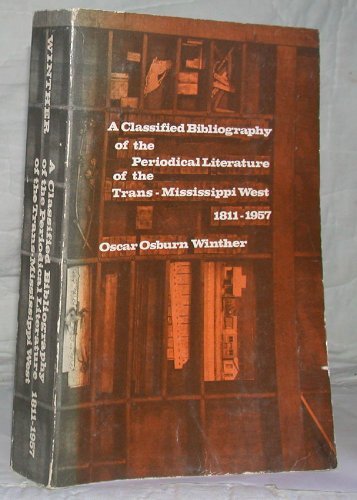 A Classified Bibliography
of the
Periodical Literature
of the
Trans-Mississippi West
1811-1957
Oscar Osburn Winther
WINTHER
A Classified Bibliography
of the Periodical Literature
of the Trans-Mississippi West 1811-1957